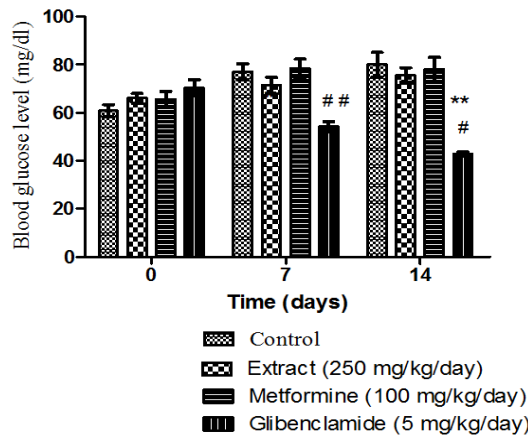 Blood glucose level (mg/dl)
100
80
60
40
20
0
# #
**
#
0 7 14
Time (days)
Control
Extract (250 mg/kg/day)
Metformine (100 mg/kg/day)
Glibenclamide (5 mg/kg/day)